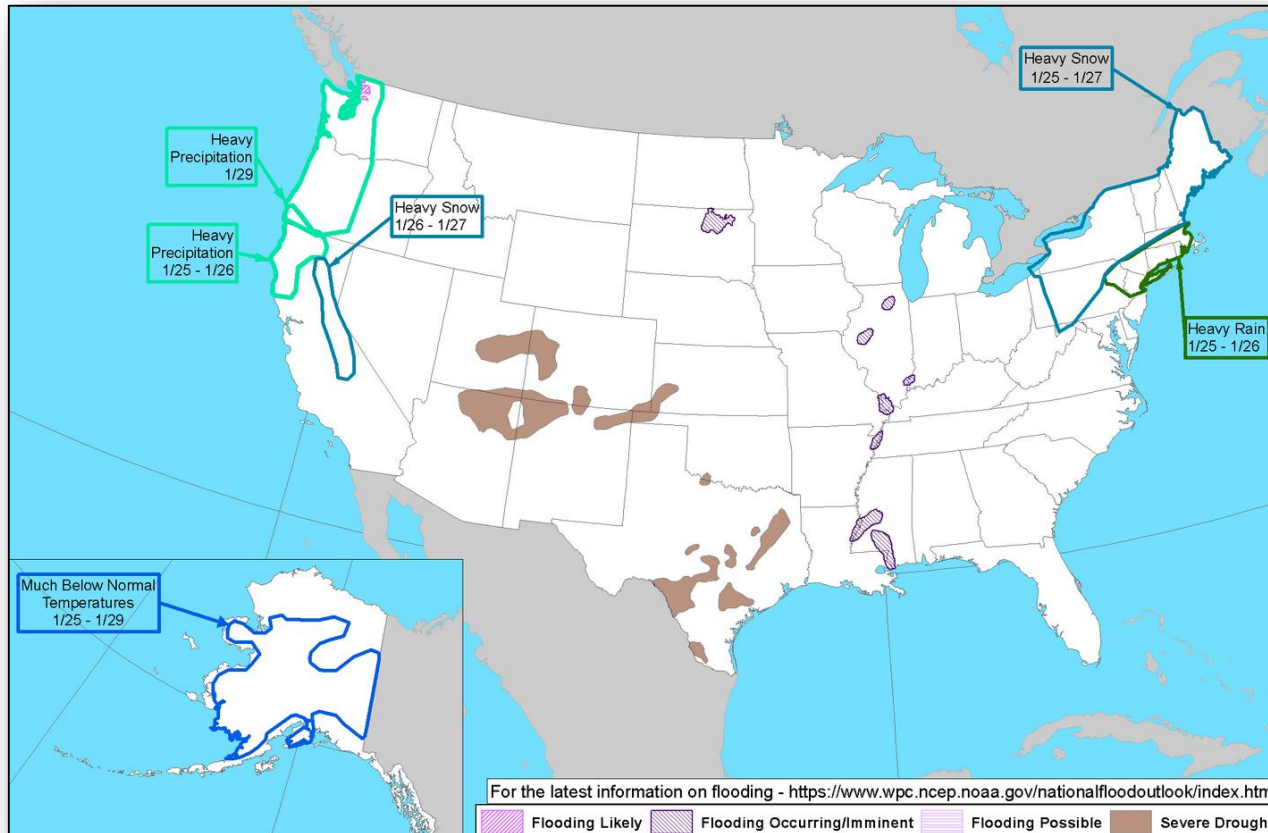 Heavy Snow
1/25 - 1/27
Heavy
Precipitation
1/29
Heavy Snow
1/26 - 1/27
Heavy
Precipitation
1/25 - 1/26
Heavy Rain
1/25 - 1/26
Much Below Normal
Temperatures
1/25 - 1/29
For the latest information on flooding - https://www.wpc.ncep.noaa.gov/nationalfloodoutlook/index.htm
Flooding Likely
Flooding Occurring/Imminent
Flooding Possible
Severe Drough